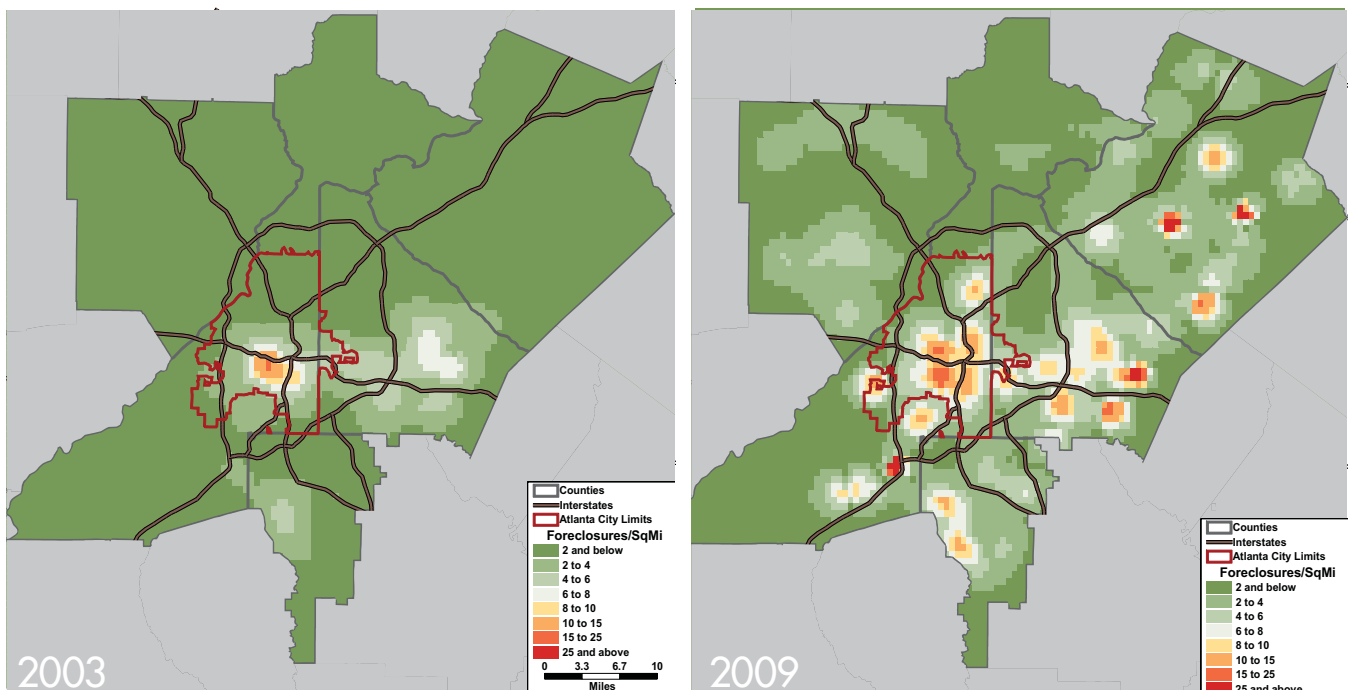 Counties
Interstates
Atlanta City Limits
Foreclosures/SqMi
2 and below
2 to 4
4 to 6
6 to 8
8 to 10
10 to 15
15 to 25
25 and above
0 3.3 6.7 10
Miles
2003
Counties
Interstates
Atlanta City Limits
Foreclosures/SqMi
2 and below
2 to 4
4 to 6
6 to 8
8 to 10
10 to 15
15 to 25
25 and above
2009